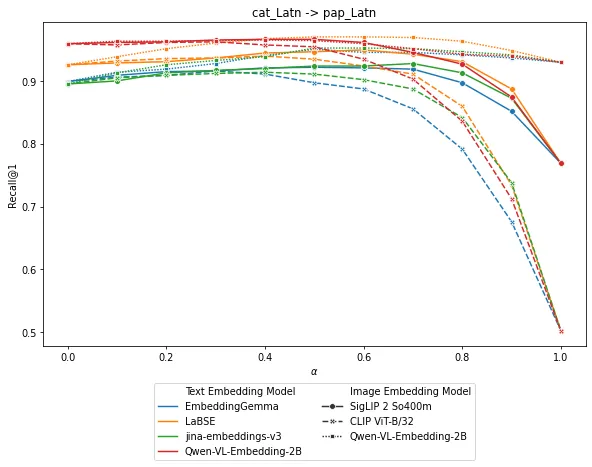 cat_Latn -> pap_Latn
Recall@1
0.9
0.8
0.7
0.6
0.5
0.0
0.2
0.4
0.6
0.8
1.0
α
Text Embedding Model
EmbeddingGemma
LaBSE
jina-embeddings-v3
Qwen-VL-Embedding-2B
Image Embedding Model
SigLIP 2 So400m
CLIP ViT-B/32
Qwen-VL-Embedding-2B